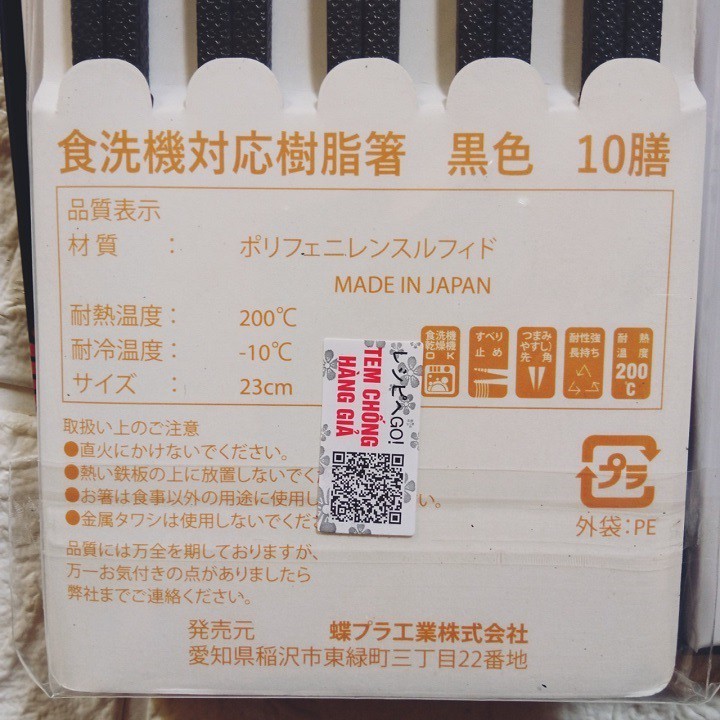 食洗機対応樹脂箸 黒色 10膳
品質表示
材質 : ポリフェニレンスルフィド
MADE IN JAPAN
耐熱温度: 200℃
耐冷温度: -10℃
サイズ : 23cm
食洗機
乾燥機
OK
すべり
止め
つまみ
やすい
先角
耐性強
長持ち
耐熱
温度
200
℃
レシピGO!
TEM CHỐNG
HÀNG GIẢ
取扱い上のご注意
●直火にかけないでください。
●熱い鉄板の上に放置しないでく
●お箸は食事以外の用途に使用し い。
●金属タワシは使用しないでくだ
プラ
外袋:PE
品質には万全を期しておりますが、
万一お気付きの点がありましたら
弊社までご連絡ください。
発売元 蝶プラ工業株式会社
愛知県稲沢市東緑町三丁目22番地